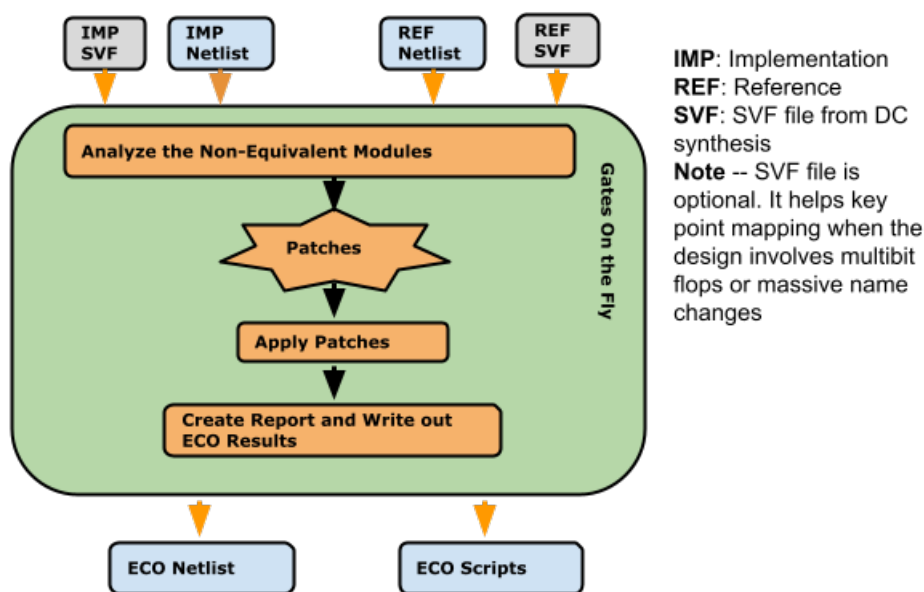 IMP
SVF
IMP
Netlist
REF
Netlist
REF
SVF
Analyze the Non-Equivalent Modules
Patches
Apply Patches
Create Report and Write out
ECO Results
Gates On the Fly
ECO Netlist
ECO Scripts
IMP: Implementation
REF: Reference
SVF: SVF file from DC
synthesis
Note -- SVF file is
optional. It helps key
point mapping when the
design involves multibit
flops or massive name
changes